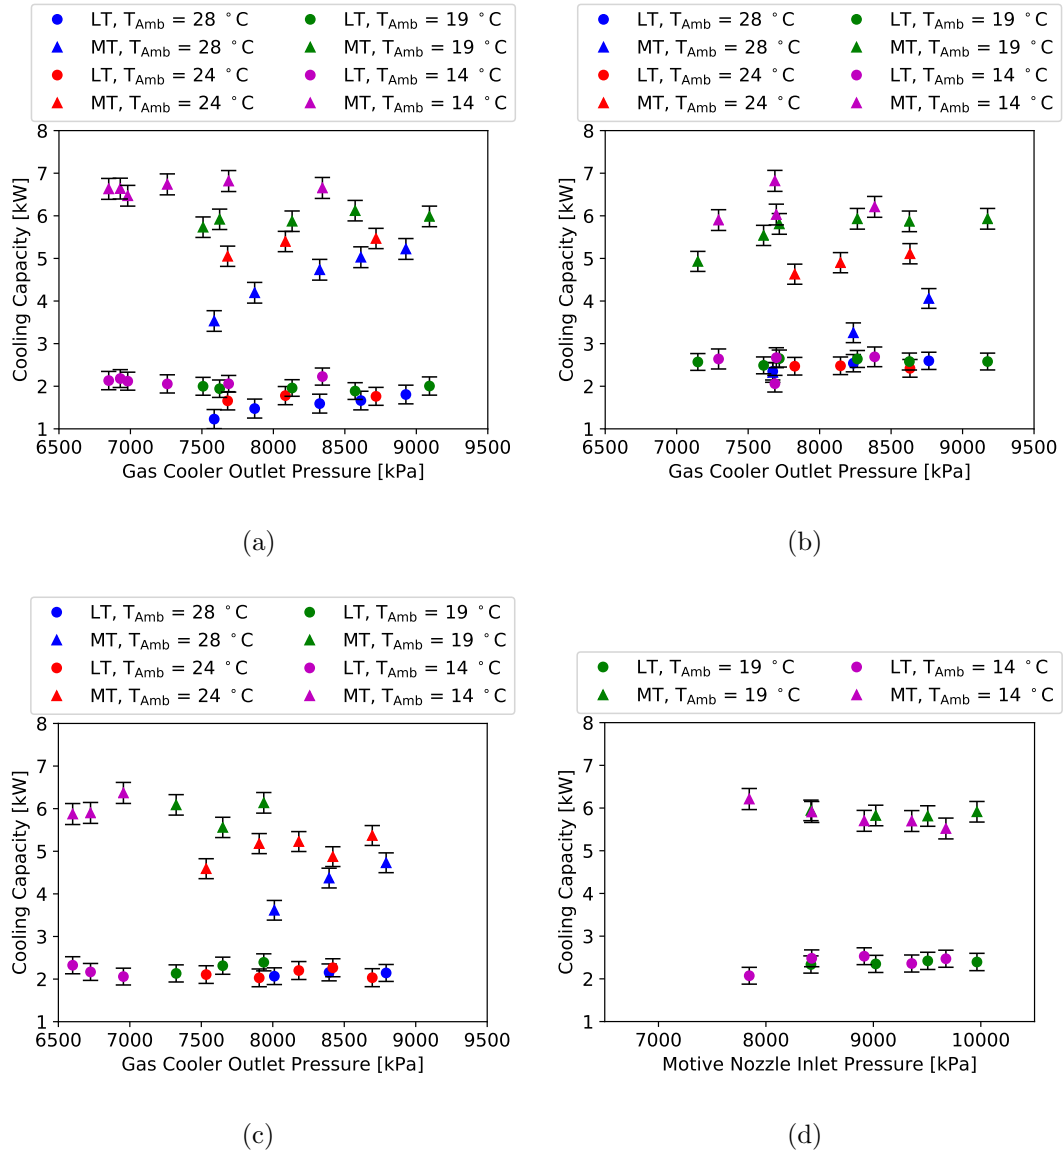 LT, T_Amb = 28 °C LT, T_Amb = 19 °C
MT, T_Amb = 28 °C MT, T_Amb = 19 °C
LT, T_Amb = 24 °C LT, T_Amb = 14 °C
MT, T_Amb = 24 °C MT, T_Amb = 14 °C
8
7
6
5
4
3
2
1
Cooling Capacity [kW]
6500 7000 7500 8000 8500 9000 9500
Gas Cooler Outlet Pressure [kPa]
(a)
LT, T_Amb = 28 °C LT, T_Amb = 19 °C
MT, T_Amb = 28 °C MT, T_Amb = 19 °C
LT, T_Amb = 24 °C LT, T_Amb = 14 °C
MT, T_Amb = 24 °C MT, T_Amb = 14 °C
8
7
6
5
4
3
2
1
Cooling Capacity [kW]
6500 7000 7500 8000 8500 9000 9500
Gas Cooler Outlet Pressure [kPa]
(b)
LT, T_Amb = 28 °C LT, T_Amb = 19 °C
MT, T_Amb = 28 °C MT, T_Amb = 19 °C
LT, T_Amb = 24 °C LT, T_Amb = 14 °C
MT, T_Amb = 24 °C MT, T_Amb = 14 °C
8
7
6
5
4
3
2
1
Cooling Capacity [kW]
6500 7000 7500 8000 8500 9000 9500
Gas Cooler Outlet Pressure [kPa]
(c)
LT, T_Amb = 19 °C LT, T_Amb = 14 °C
MT, T_Amb = 19 °C MT, T_Amb = 14 °C
8
7
6
5
4
3
2
1
Cooling Capacity [kW]
7000 8000 9000 10000
Motive Nozzle Inlet Pressure [kPa]
(d)